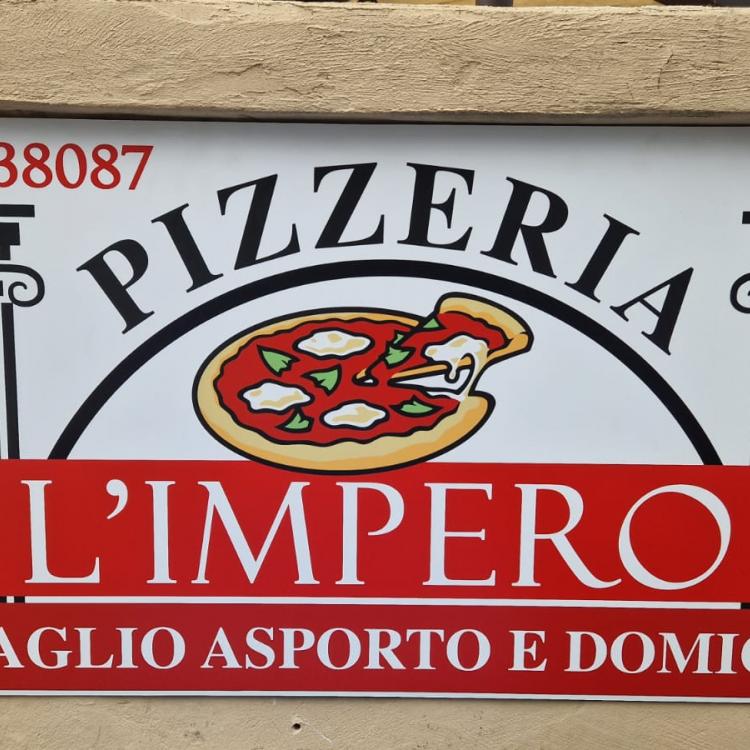 38087
PIZZERIA
L'IMPERO
AGLIO ASPORTO E DOMIC